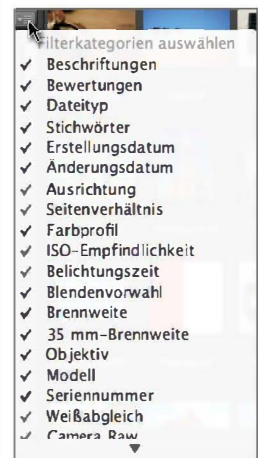 Filterkategorien auswählen
Beschriftungen
Bewertungen
Dateityp
Stichwörter
Erstellungsdatum
Änderungsdatum
Ausrichtung
Seitenverhältnis
Farbprofil
ISO-Empfindlichkeit
Belichtungszeit
Blendenvorwahl
Brennweite
35 mm-Brennweite
Objektiv
Modell
Seriennummer
Weißabgleich
Camera Raw